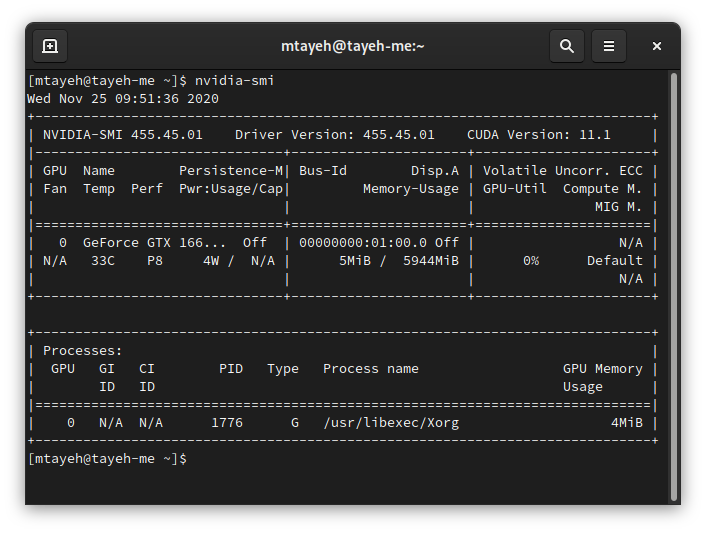 mtayeh@tayeh-me:~
[mtayeh@tayeh-me ~]$ nvidia-smi
Wed Nov 25 09:51:36 2020
+-----------------------------------------------------------------------------+
| NVIDIA-SMI 455.45.01    Driver Version: 455.45.01    CUDA Version: 11.1     |
|-------------------------------+----------------------+----------------------+
| GPU  Name        Persistence-M| Bus-Id        Disp.A | Volatile Uncorr. ECC |
| Fan  Temp  Perf  Pwr:Usage/Cap|         Memory-Usage | GPU-Util  Compute M. |
|                               |                      |               MIG M. |
|===============================+======================+======================|
|   0  GeForce GTX 166...  Off  | 00000000:01:00.0 Off |                  N/A |
| N/A   33C    P8     4W /  N/A |      5MiB /  5944MiB |      0%      Default |
|                               |                      |                  N/A |
+-------------------------------+----------------------+----------------------+

+-----------------------------------------------------------------------------+
| Processes:                                                                  |
|  GPU   GI   CI        PID   Type   Process name                  GPU Memory |
|        ID   ID                                                   Usage      |
|=============================================================================|
|    0   N/A  N/A      1776      G   /usr/libexec/Xorg                   4MiB |
+-----------------------------------------------------------------------------+
[mtayeh@tayeh-me ~]$